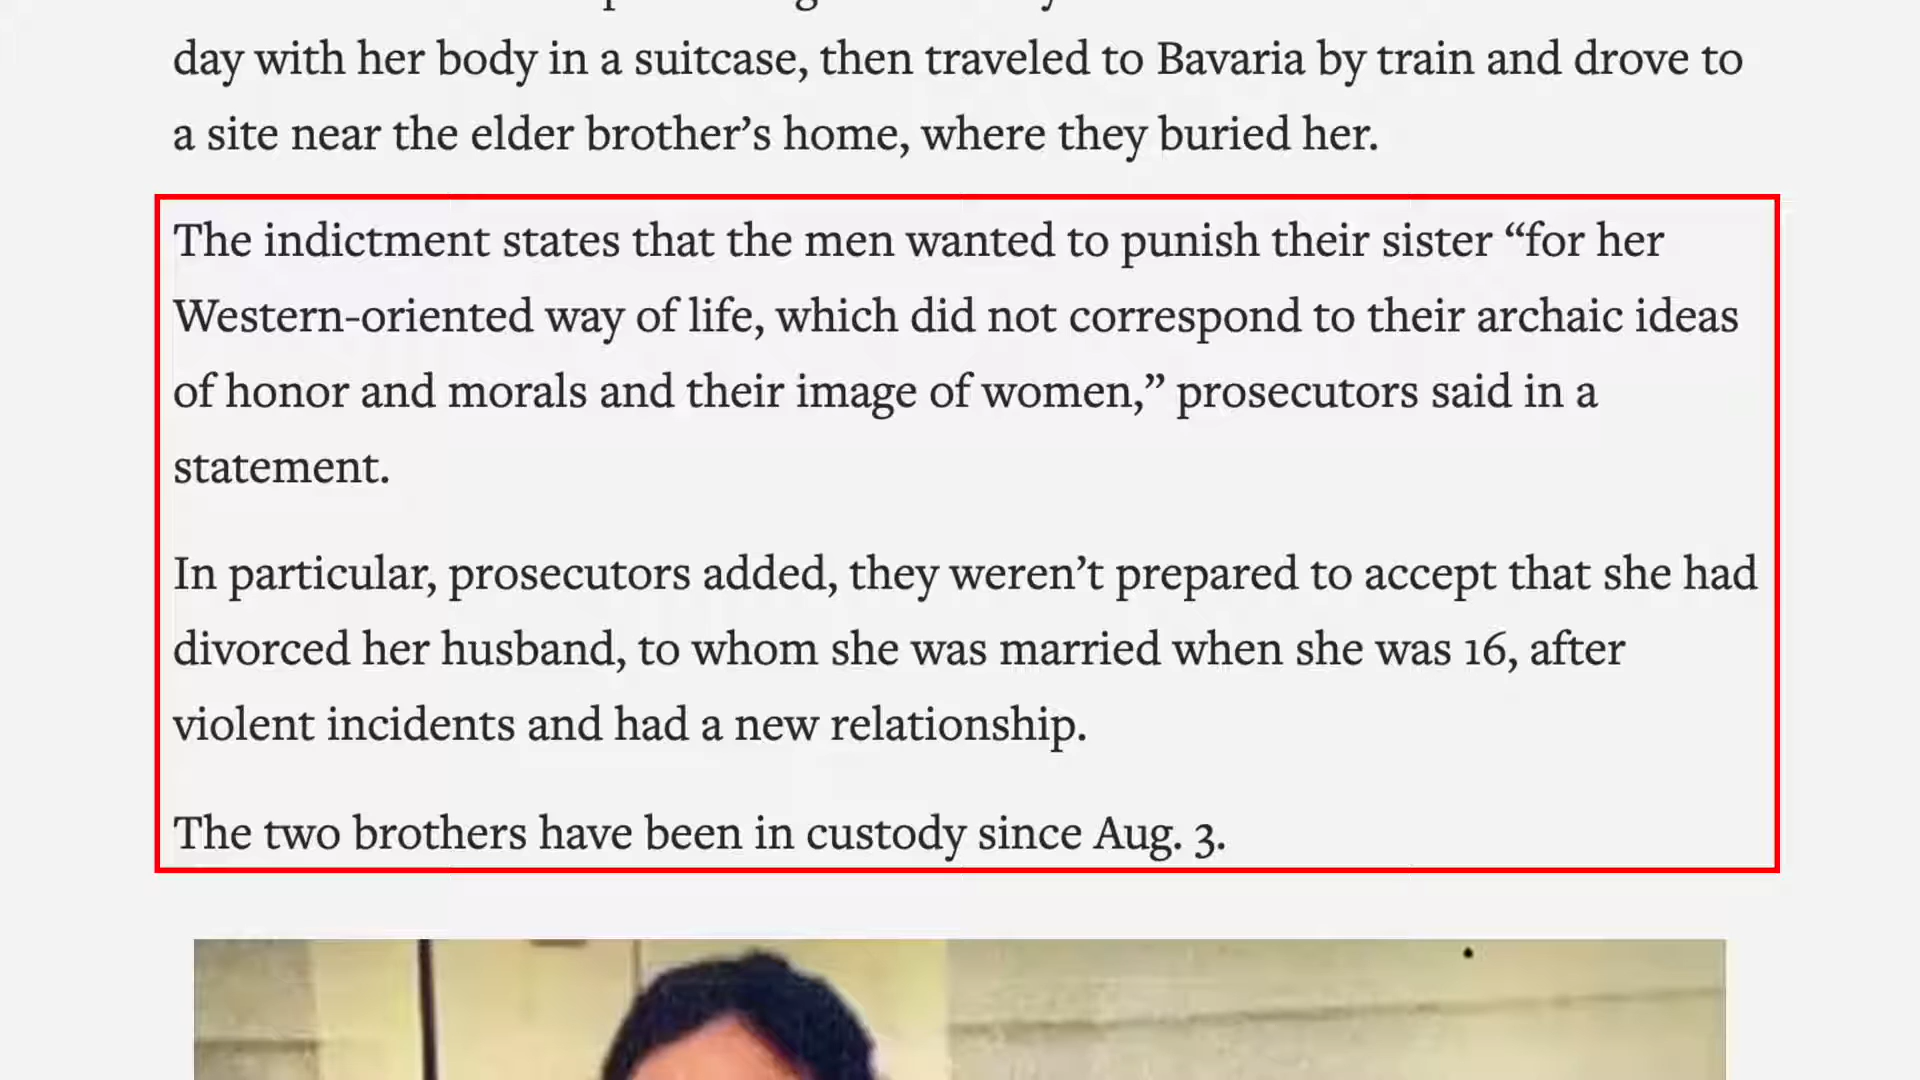 day with her body in a suitcase, then traveled to Bavaria by train and drove to
a site near the elder brother’s home, where they buried her.
The indictment states that the men wanted to punish their sister “for her
Western-oriented way of life, which did not correspond to their archaic ideas
of honor and morals and their image of women,” prosecutors said in a
statement.
In particular, prosecutors added, they weren’t prepared to accept that she had
divorced her husband, to whom she was married when she was 16, after
violent incidents and had a new relationship.
The two brothers have been in custody since Aug. 3.